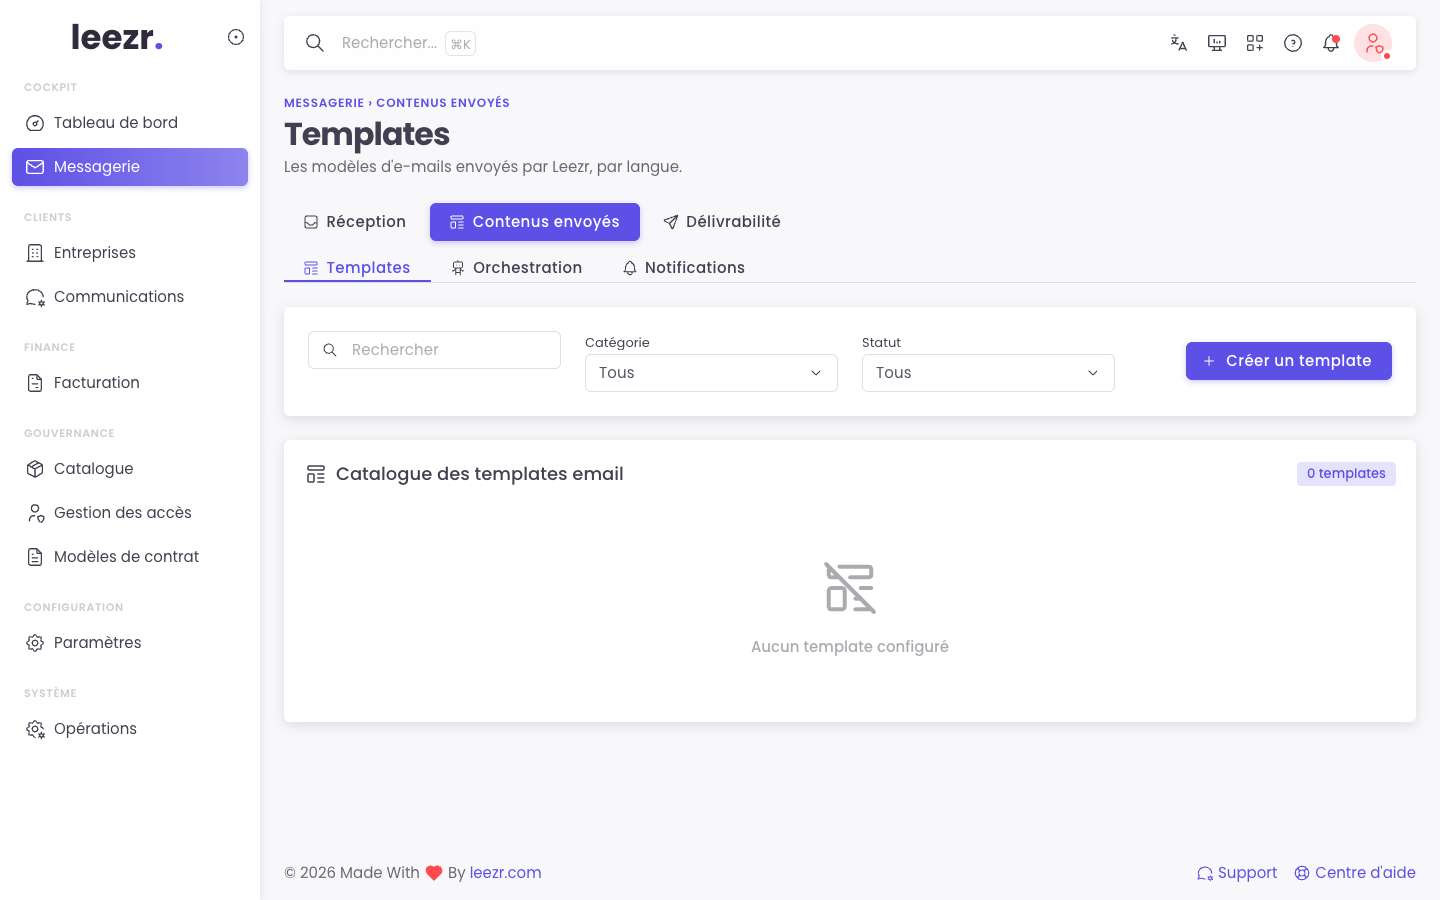 leezr.
COCKPIT
Tableau de bord
Messagerie
CLIENTS
Entreprises
Communications
FINANCE
Facturation
GOUVERNANCE
Catalogue
Gestion des accès
Modèles de contrat
CONFIGURATION
Paramètres
SYSTÈME
Opérations
Rechercher... ⌘K
MESSAGERIE › CONTENUS ENVOYÉS
Templates
Les modèles d'e-mails envoyés par Leezr, par langue.
Réception Contenus envoyés Délivrabilité
Templates Orchestration Notifications
Rechercher
Catégorie
Tous
Statut
Tous
Créer un template
Catalogue des templates email
0 templates
Aucun template configuré
© 2026 Made With By leezr.com
Support Centre d'aide